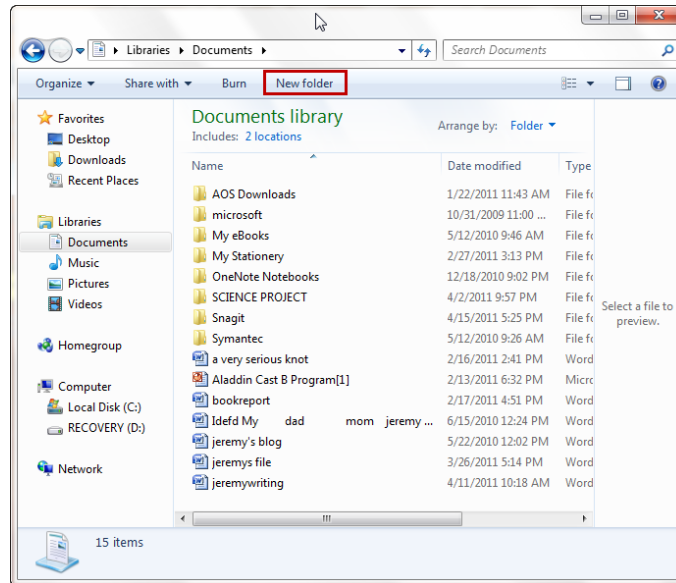 Libraries Documents
Search Documents
Organize Share with Burn New folder
Favorites
Desktop
Downloads
Recent Places
Libraries
Documents
Music
Pictures
Videos
Homegroup
Computer
Local Disk (C:)
RECOVERY (D:)
Network
Documents library
Includes: 2 locations
Arrange by: Folder
Name Date modified Type
AOS Downloads 1/22/2011 11:43 AM File fo
microsoft 10/31/2009 11:00 ... File fo
My eBooks 5/12/2010 9:46 AM File fo
My Stationery 2/27/2011 3:13 PM File fo
OneNote Notebooks 12/18/2010 9:02 PM File fo
SCIENCE PROJECT 4/2/2011 9:57 PM File fo
Snagit 4/15/2011 5:25 PM File fo
Symantec 5/12/2010 9:26 AM File fo
a very serious knot 2/16/2011 2:41 PM Word
Aladdin Cast B Program[1] 2/13/2011 6:32 PM Micro
bookreport 2/17/2011 4:51 PM Word
Idefd My dad mom jeremy ... 6/15/2010 12:24 PM Word
jeremy's blog 5/22/2010 12:02 PM Word
jeremys file 3/26/2011 5:14 PM Word
jeremywriting 4/11/2011 10:18 AM Word
Select a file to
preview.
15 items